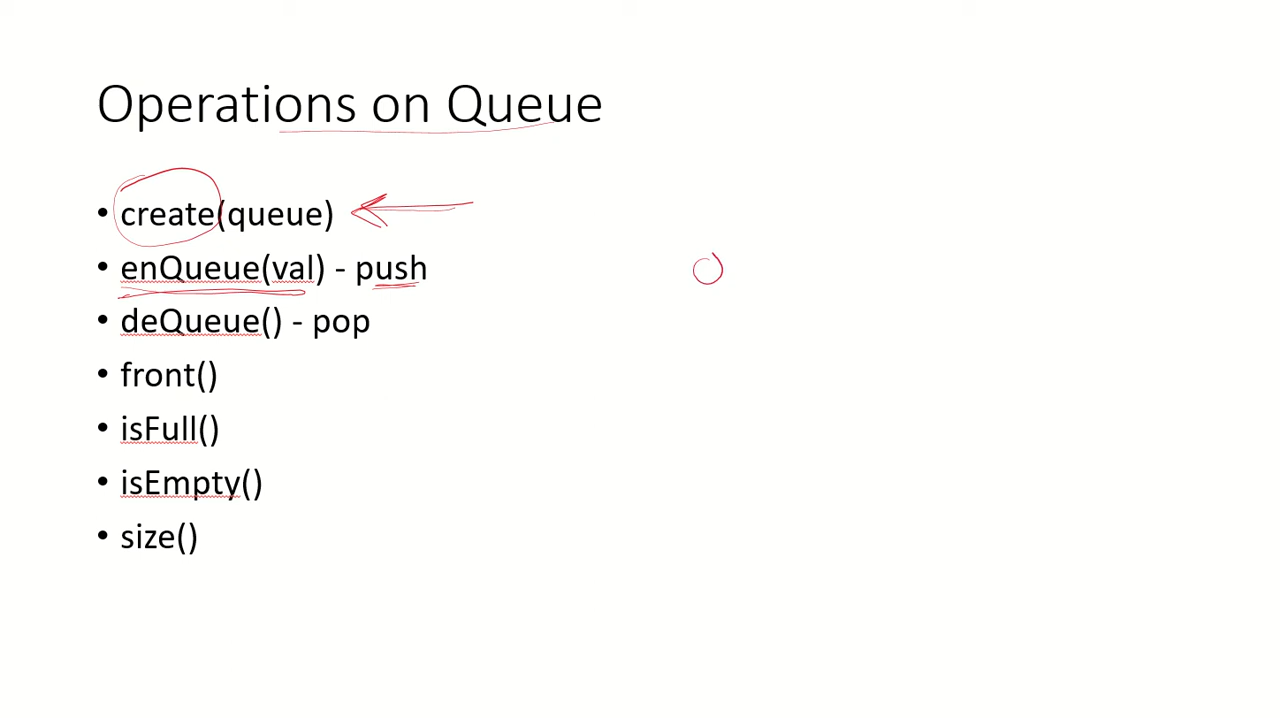 Operations on Queue
• create(queue)
• enQueue(val) - push
• deQueue() - pop
• front()
• isFull()
• isEmpty()
• size()